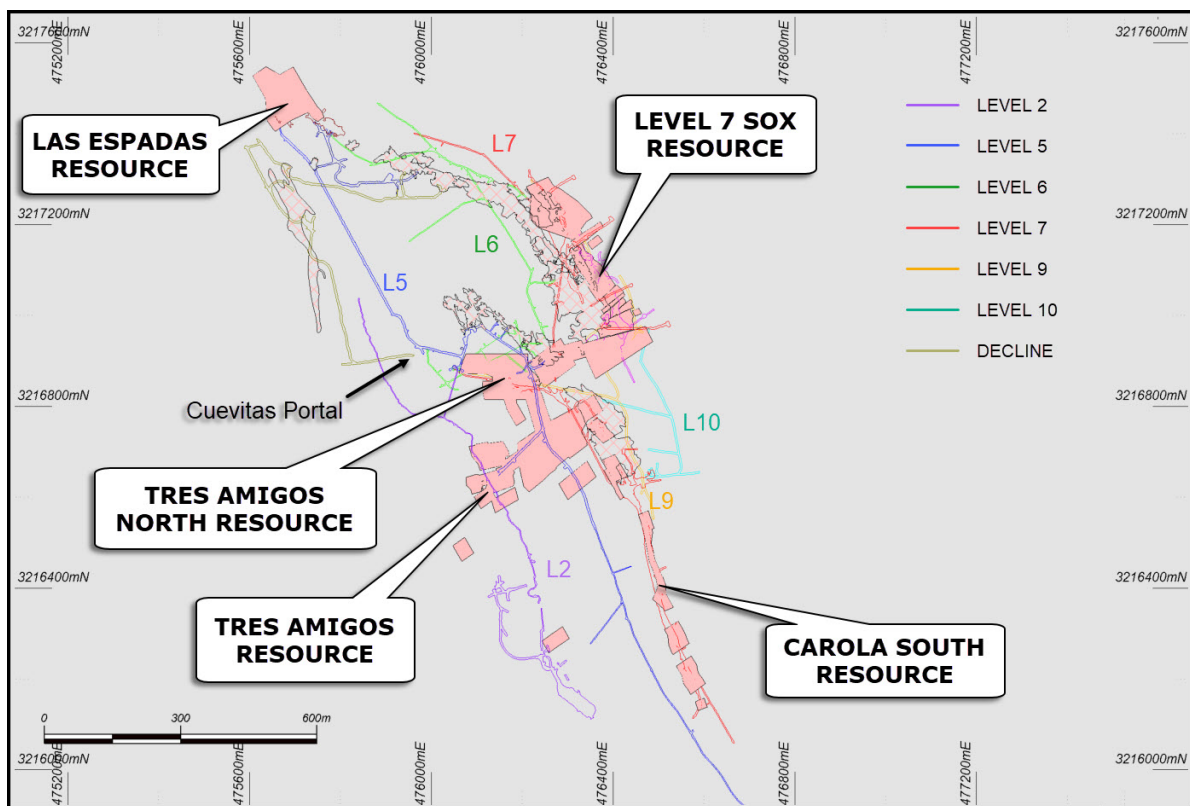 475200mE
475600mE
476000mE
476400mE
476800mE
477200mE
3217600mN
3217600mN
LAS ESPADAS
RESOURCE
LEVEL 7 SOX
RESOURCE
L7
LEVEL 2
LEVEL 5
LEVEL 6
LEVEL 7
LEVEL 9
LEVEL 10
DECLINE
3217200mN
3217200mN
L6
L5
3216800mN
3216800mN
Cuevitas Portal
L10
TRES AMIGOS
NORTH RESOURCE
L9
L2
3216400mN
3216400mN
TRES AMIGOS
RESOURCE
CAROLA SOUTH
RESOURCE
0
300
600m
3216000mN
3216000mN
475200mE
475600mE
476000mE
476400mE
476800mE
477200mE